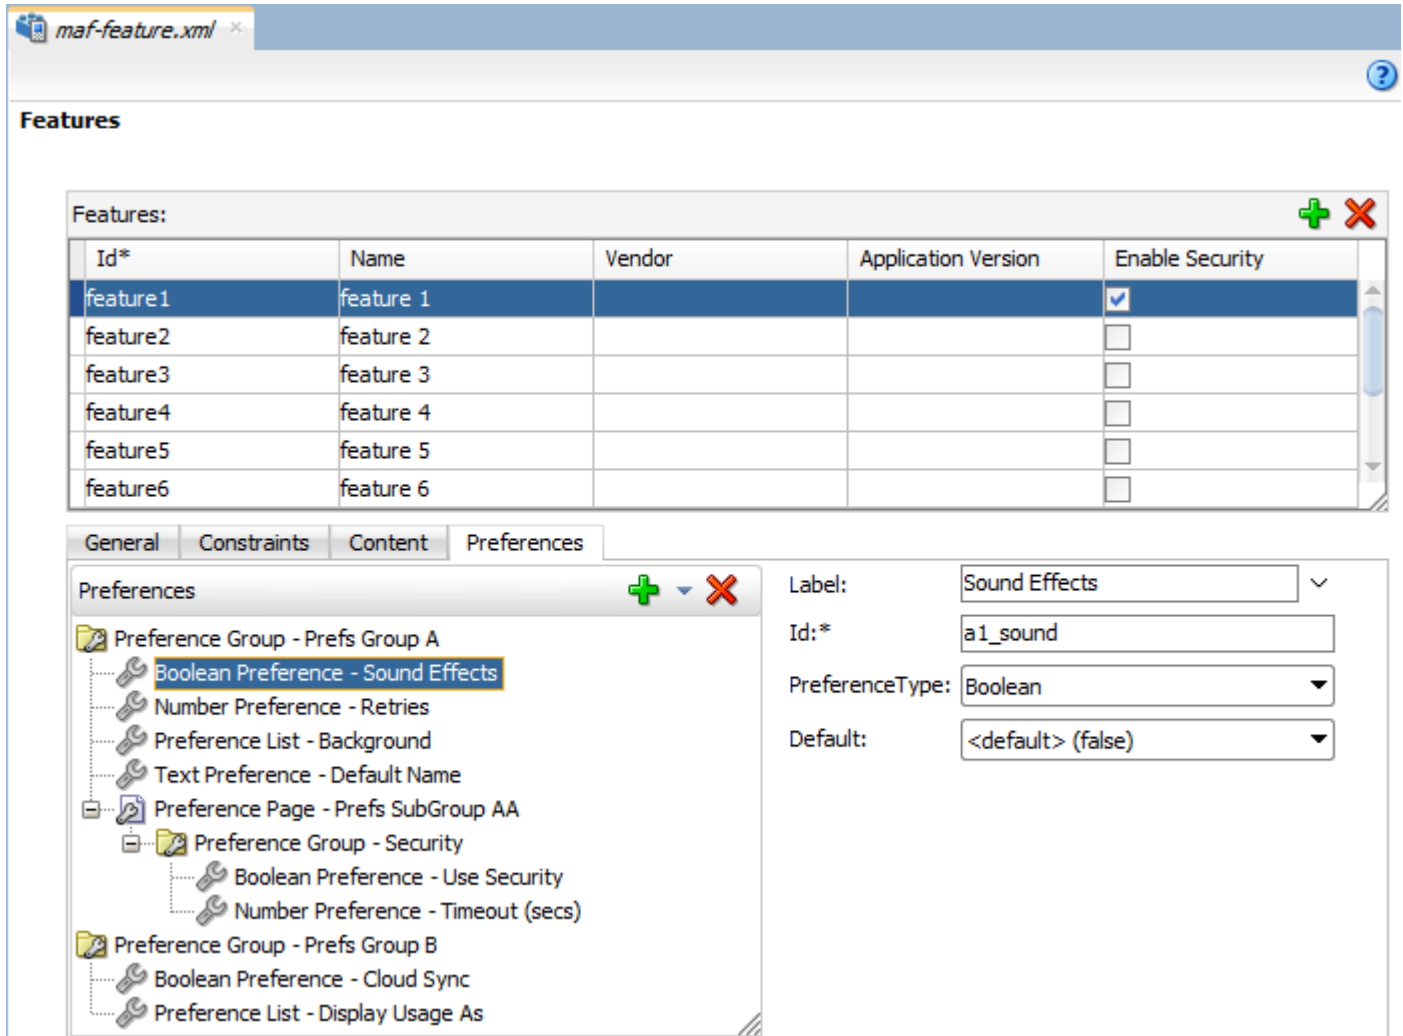 maf-feature.xml
Features
Features:
Id* Name Vendor Application Version Enable Security
feature1 feature 1
feature2 feature 2
feature3 feature 3
feature4 feature 4
feature5 feature 5
feature6 feature 6
General Constraints Content Preferences
Preferences
Preference Group - Prefs Group A
Boolean Preference - Sound Effects
Number Preference - Retries
Preference List - Background
Text Preference - Default Name
Preference Page - Prefs SubGroup AA
Preference Group - Security
Boolean Preference - Use Security
Number Preference - Timeout (secs)
Preference Group - Prefs Group B
Boolean Preference - Cloud Sync
Preference List - Display Usage As
Label: Sound Effects
Id:* a1_sound
PreferenceType: Boolean
Default: <default> (false)